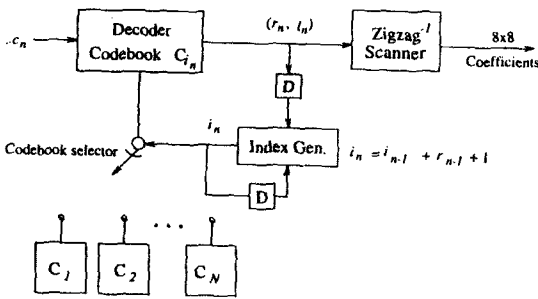 c_n
Decoder
Codebook C_{i_n}
(r_n, l_n)
Zigzag^{-1}
Scanner
8x8
Coefficients
D
i_n
Codebook selector
Index Gen.
i_n = i_{n-1} + r_{n-1} + 1
D
...
C_1
C_2
C_N